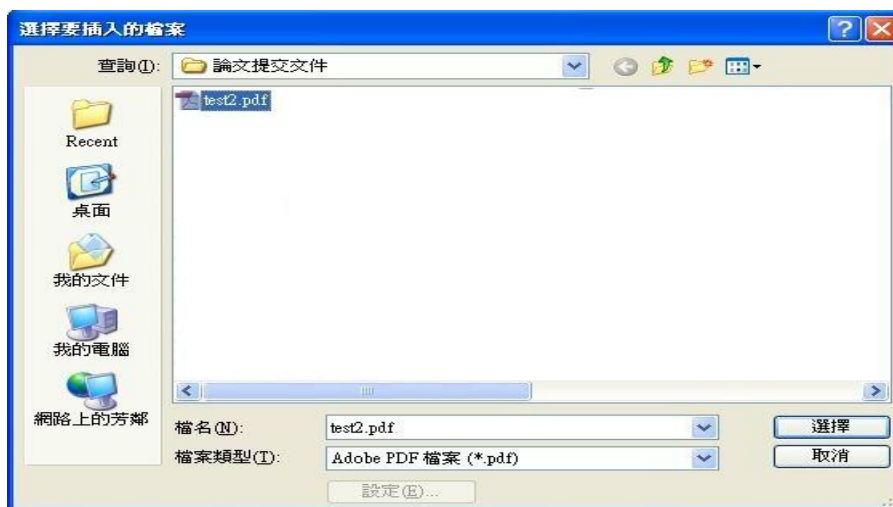 選擇要插入的檔案
查詢(I): 論文提交文件
test2.pdf
Recent
桌面
我的文件
我的電腦
網路上的芳鄰
檔名(N): test2.pdf 選擇
檔案類型(T): Adobe PDF 檔案 (*.pdf) 取消
設定(E)...